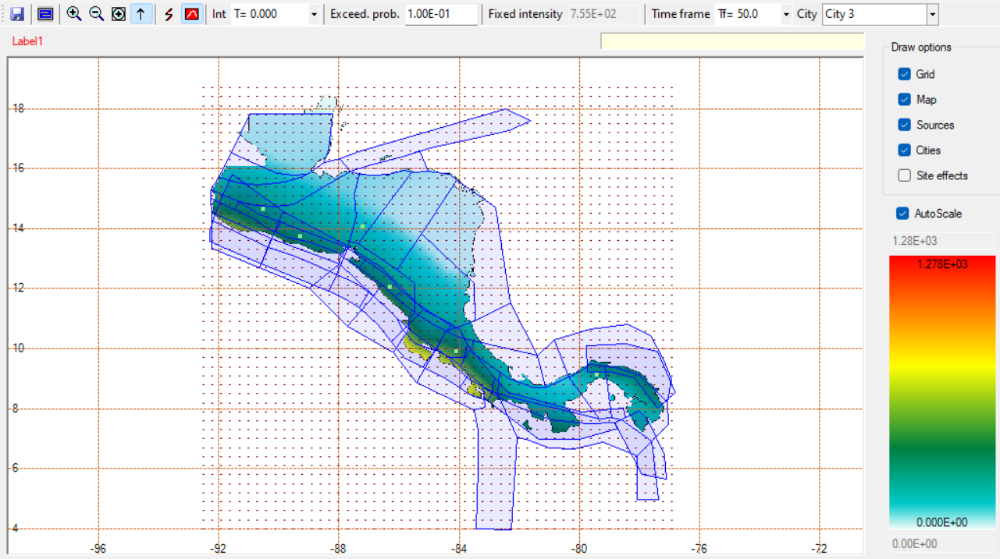 Int T= 0.000 Exceed. prob. 1.00E-01 Fixed intensity 7.55E+02 Time frame Tf= 50.0 City City 3
Label1
Draw options
Grid
Map
Sources
Cities
Site effects
AutoScale
1.28E+03
1.278E+03
0.000E+00
0.00E+00
18
16
14
12
10
8
6
4
-96 -92 -88 -84 -80 -76 -72